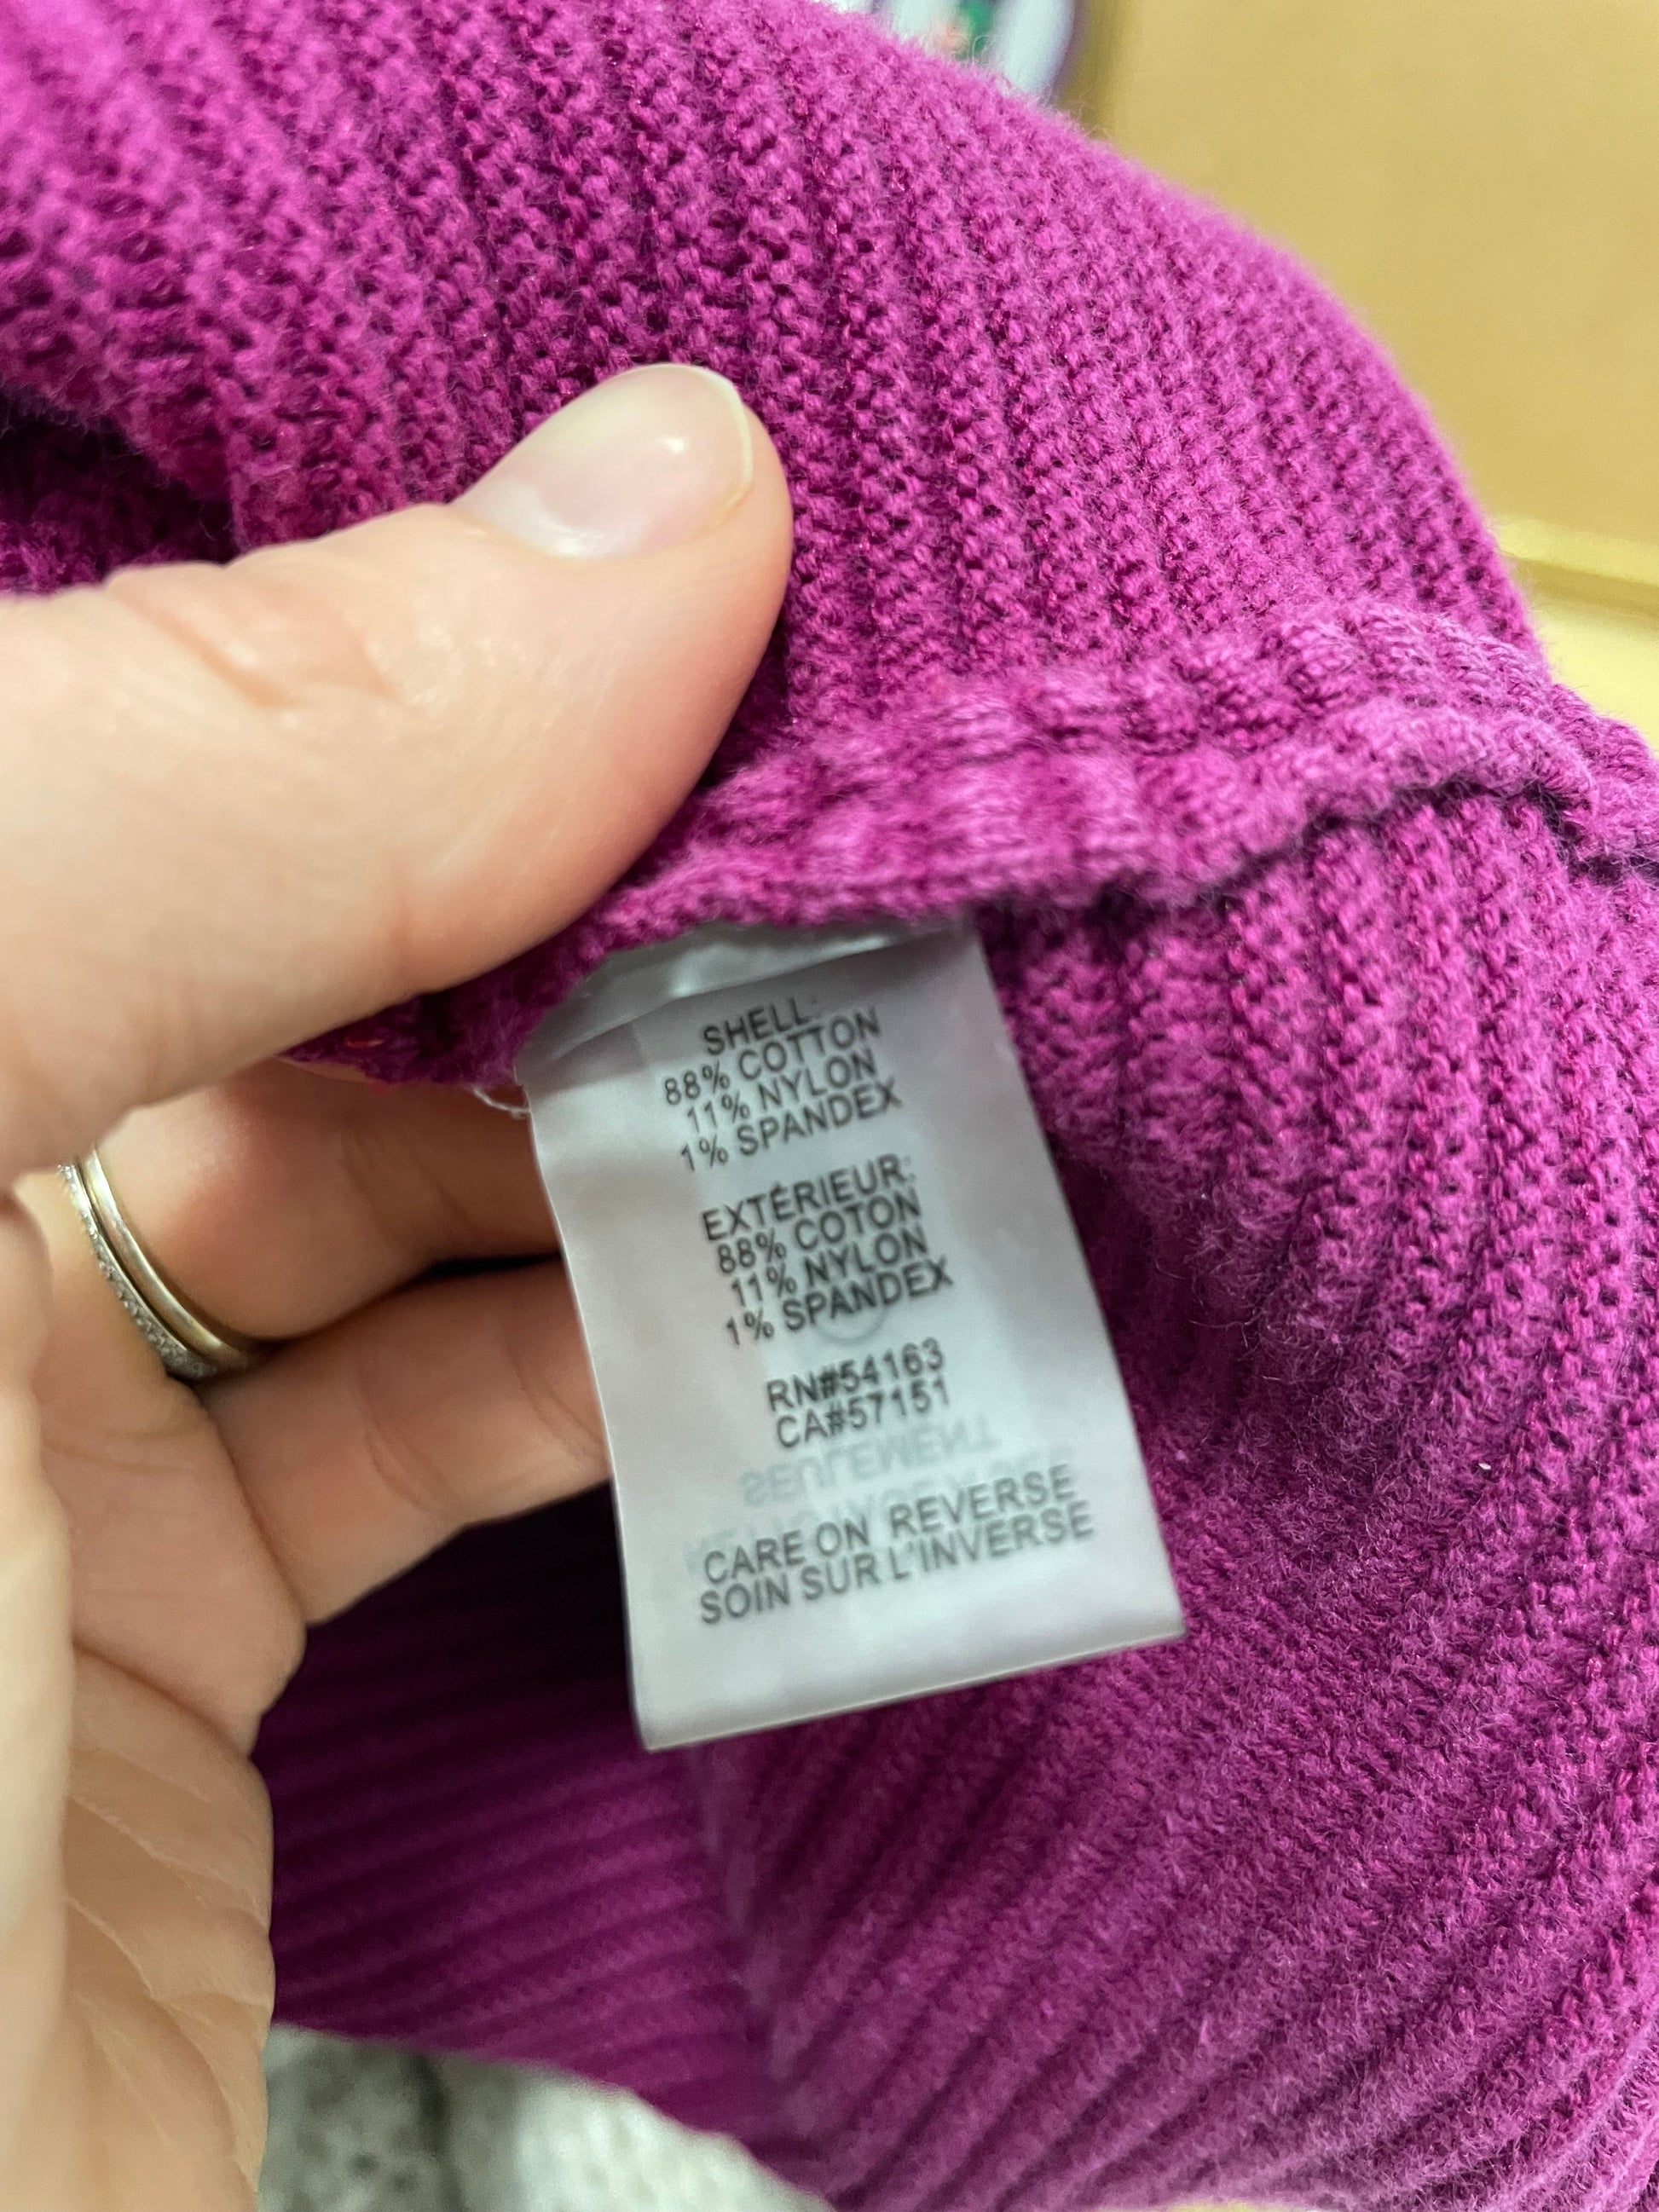 SHELL:
88% COTTON
11% NYLON
1% SPANDEX
EXTÉRIEUR:
88% COTON
11% NYLON
1% SPANDEX
RN#54163
CA#57151
SEULEMENT
CARE ON REVERSE
SOIN SUR L'INVERSE